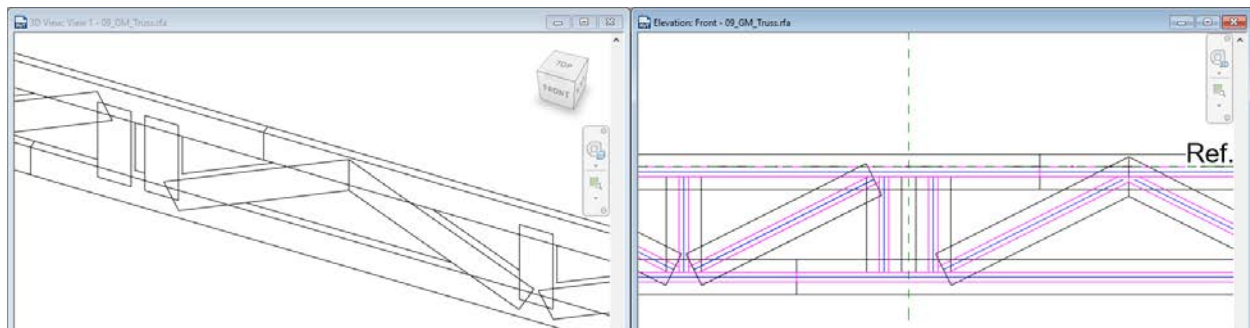 3D View: View 1 - 09_GM_Truss.rfa
Elevation: Front - 09_GM_Truss.rfa
TOP
FRONT
Ref.